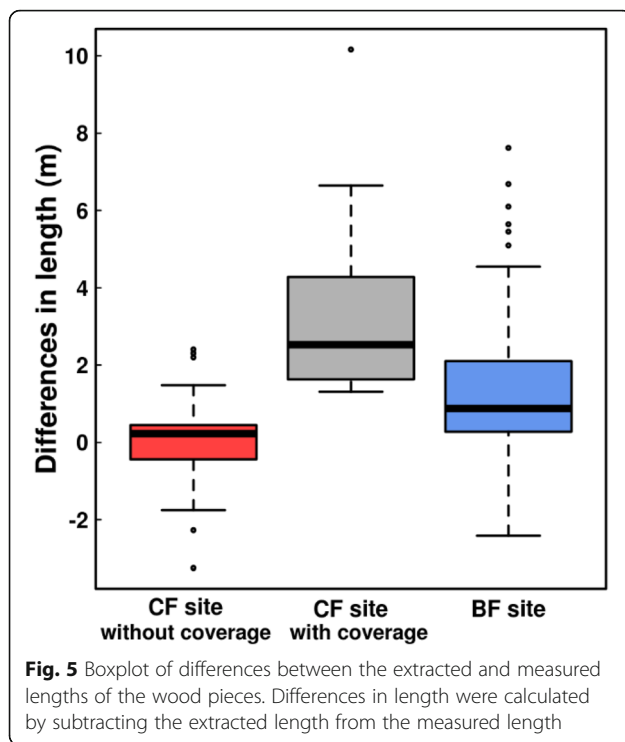 10
8
6
4
2
0
-2
Differences in length (m)
CF site
without coverage
CF site
with coverage
BF site
Fig. 5 Boxplot of differences between the extracted and measured
lengths of the wood pieces. Differences in length were calculated
by subtracting the extracted length from the measured length